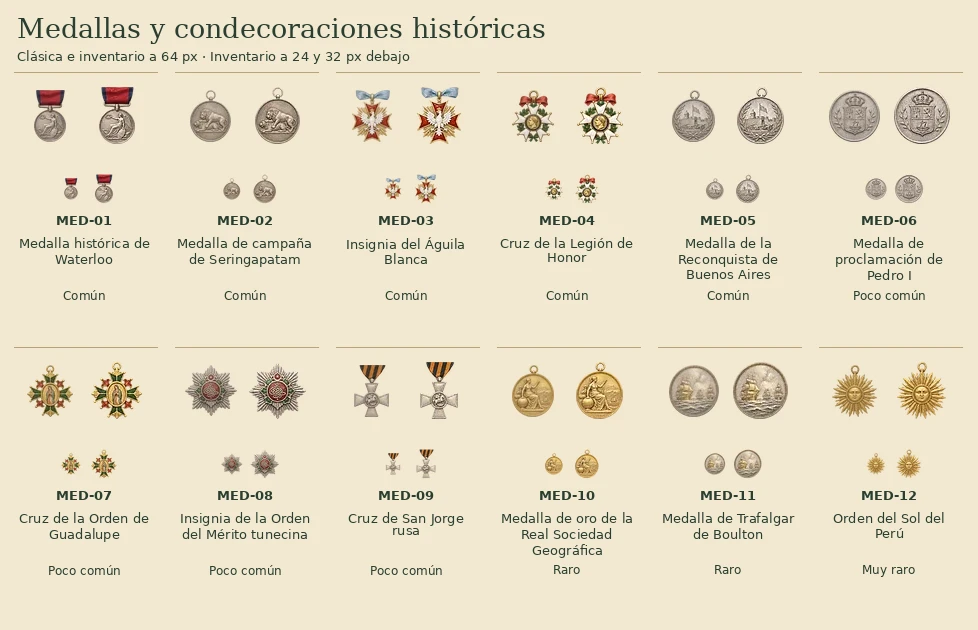 Medallas y condecoraciones históricas
Clásica e inventario a 64 px · Inventario a 24 y 32 px debajo
MED-01
Medalla histórica de
Waterloo
Común
MED-02
Medalla de campaña
de Seringapatam
Común
MED-03
Insignia del Águila
Blanca
Común
MED-04
Cruz de la Legión de
Honor
Común
MED-05
Medalla de la
Reconquista de
Buenos Aires
Común
MED-06
Medalla de
proclamación de
Pedro I
Poco común
MED-07
Cruz de la Orden de
Guadalupe
Poco común
MED-08
Insignia de la Orden
del Mérito tunecina
Poco común
MED-09
Cruz de San Jorge
rusa
Poco común
MED-10
Medalla de oro de la
Real Sociedad
Geográfica
Raro
MED-11
Medalla de Trafalgar
de Boulton
Raro
MED-12
Orden del Sol del
Perú
Muy raro